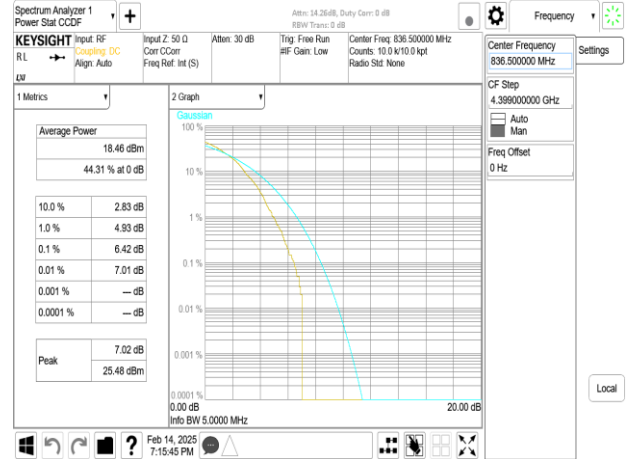 Spectrum Analyzer 1
Power Stat CCDF
Attn: 14.26dB, Duty Corr: 0 dB
RBW Trans: 0 dB
Frequency
KEYSIGHT
RL
LXI
Input: RF
Coupling: DC
Align: Auto
Input Z: 50 Ω
Corr CCorr
Freq Ref: Int (S)
Atten: 30 dB
Trig: Free Run
#IF Gain: Low
Center Freq: 836.500000 MHz
Counts: 10.0 k/10.0 kpt
Radio Std: None
Center Frequency
836.500000 MHz
Settings
CF Step
4.399000000 GHz
Auto
Man
Freq Offset
0 Hz
1 Metrics
Average Power
18.46 dBm
44.31 % at 0 dB
10.0 % 2.83 dB
1.0 % 4.93 dB
0.1 % 6.42 dB
0.01 % 7.01 dB
0.001 % --- dB
0.0001 % --- dB
Peak
7.02 dB
25.48 dBm
2 Graph
Gaussian
100 %
10 %
1 %
0.1 %
0.01 %
0.001 %
0.0001 %
0.00 dB
20.00 dB
Info BW 5.0000 MHz
Local
?
Feb 14, 2025
7:15:45 PM